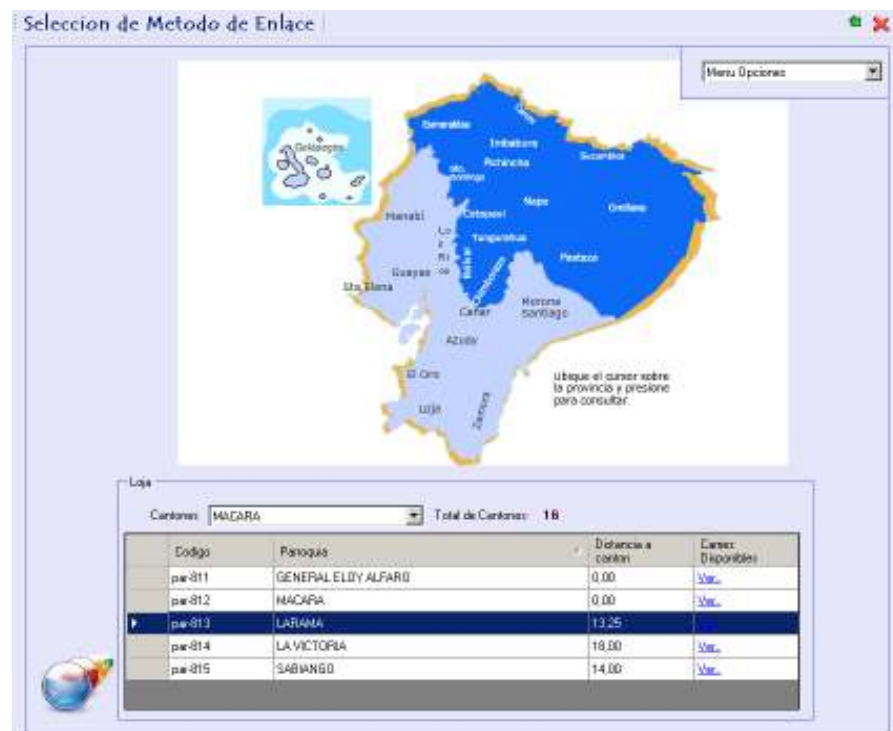 Seleccion de Metodo de Enlace
Menu Opciones
Galapagos
Esmeraldas
Carchi
Imbabura
Pichincha
Sucumbios
Sto. Domingo
Napo
Orellana
Manabi
Cotopaxi
Los Rios
Tungurahua
Bolivar
Pastaza
Guayas
Chimborazo
Sta. Elena
Cañar
Morona Santiago
Azuay
El Oro
Loja
Zamora
Ubique el cursor sobre
la provincia y presione
para consultar.
Loja
Cantones MACARA Total de Cantones: 16
Codigo Parroquia Distancia a canton Carries Disponibles
par-811 GENERAL ELOY ALFARO 0,00 Ver..
par-812 MACARA 0,00 Ver..
par-813 LARAMA 13,25
par-814 LA VICTORIA 18,00 Ver..
par-815 SABIANGO 14,00 Ver..